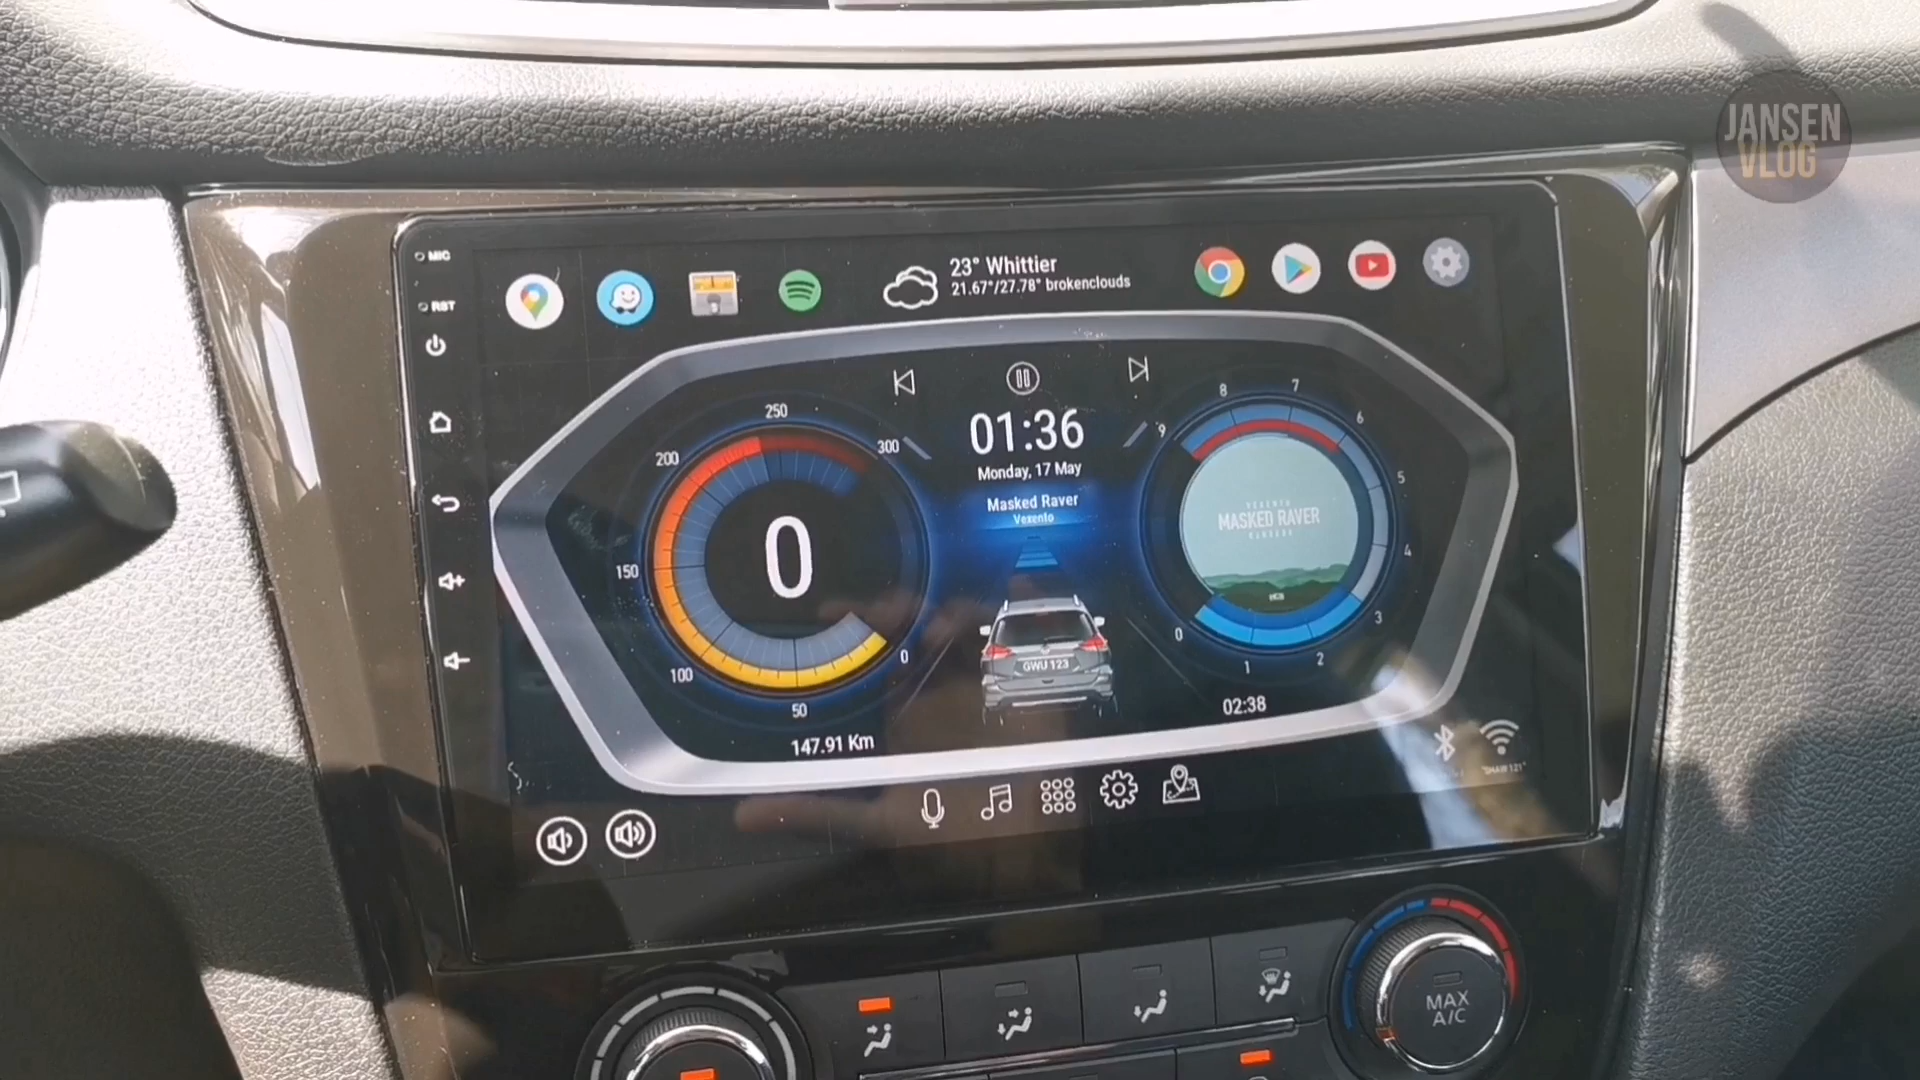 JANSEN
VLOG
MIC
RST
23° Whittier
21.67°/27.78° brokenclouds
250
200
300
150
100
50
0
0
147.91 Km
01:36
Monday, 17 May
Masked Raver
Vexento
GWU 123
8
7
6
9
5
4
3
2
1
0
VEXENTO
MASKED RAVER
02:38
"SHAW121"
MAX
A/C